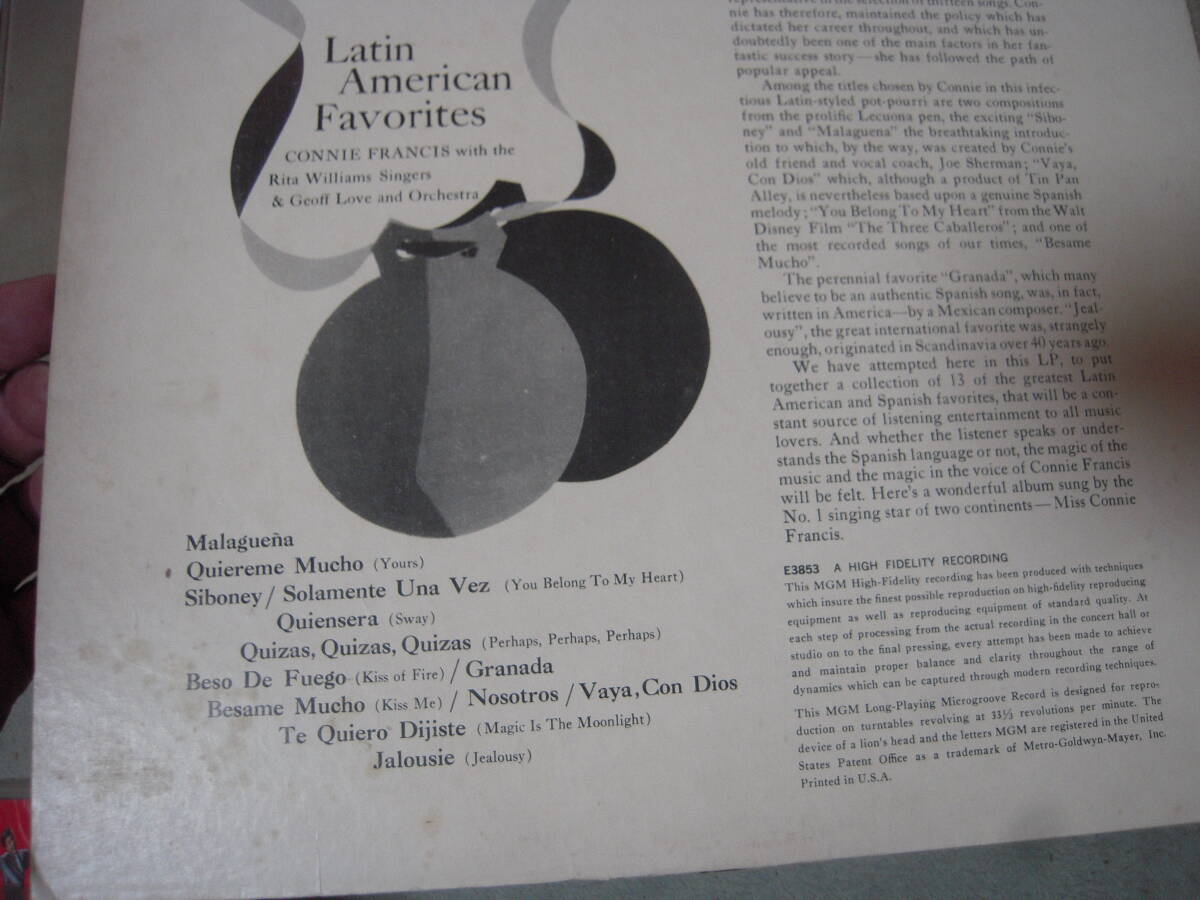 Latin
American
Favorites
CONNIE FRANCIS with the
Rita Williams Singers
& Geoff Love and Orchestra
Malagueña
Quiereme Mucho (Yours)
Siboney / Solamente Una Vez (You Belong To My Heart)
Quiensera (Sway)
Quizas, Quizas, Quizas (Perhaps, Perhaps, Perhaps)
Beso De Fuego (Kiss of Fire) / Granada
Besame Mucho (Kiss Me) / Nosotros / Vaya, Con Dios
Te Quiero Dijiste (Magic Is The Moonlight)
Jalousie (Jealousy)
representative in the selection of thirteen songs. Con-
nie has therefore, maintained the policy which has
dictated her career throughout, and which has un-
doubtedly been one of the main factors in her fan-
tastic success story — she has followed the path of
popular appeal.
Among the titles chosen by Connie in this infec-
tious Latin-styled pot-pourri are two compositions
from the prolific Lecuona pen, the exciting "Sibo-
ney" and "Malaguena" the breathtaking introduc-
tion to which, by the way, was created by Connie's
old friend and vocal coach, Joe Sherman; "Vaya,
Con Dios" which, although a product of Tin Pan
Alley, is nevertheless based upon a genuine Spanish
melody; "You Belong To My Heart" from the Walt
Disney Film "The Three Caballeros"; and one of
the most recorded songs of our times, "Besame
Mucho".
The perennial favorite "Granada", which many
believe to be an authentic Spanish song, was, in fact,
written in America—by a Mexican composer. "Jeal-
ousy", the great international favorite was, strangely
enough, originated in Scandinavia over 40 years ago.
We have attempted here in this LP, to put
together a collection of 13 of the greatest Latin
American and Spanish favorites, that will be a con-
stant source of listening entertainment to all music
lovers. And whether the listener speaks or under-
stands the Spanish language or not, the magic of the
music and the magic in the voice of Connie Francis
will be felt. Here's a wonderful album sung by the
No. 1 singing star of two continents — Miss Connie
Francis.
E3853 A HIGH FIDELITY RECORDING
This MGM High-Fidelity recording has been produced with techniques
which insure the finest possible reproduction on high-fidelity reproducing
equipment as well as reproducing equipment of standard quality. At
each step of processing from the actual recording in the concert hall or
studio on to the final pressing, every attempt has been made to achieve
and maintain proper balance and clarity throughout the range of
dynamics which can be captured through modern recording techniques.
This MGM Long-Playing Microgroove Record is designed for repro-
duction on turntables revolving at 33⅓ revolutions per minute. The
device of a lion's head and the letters MGM are registered in the United
States Patent Office as a trademark of Metro-Goldwyn-Mayer, Inc.
Printed in U.S.A.